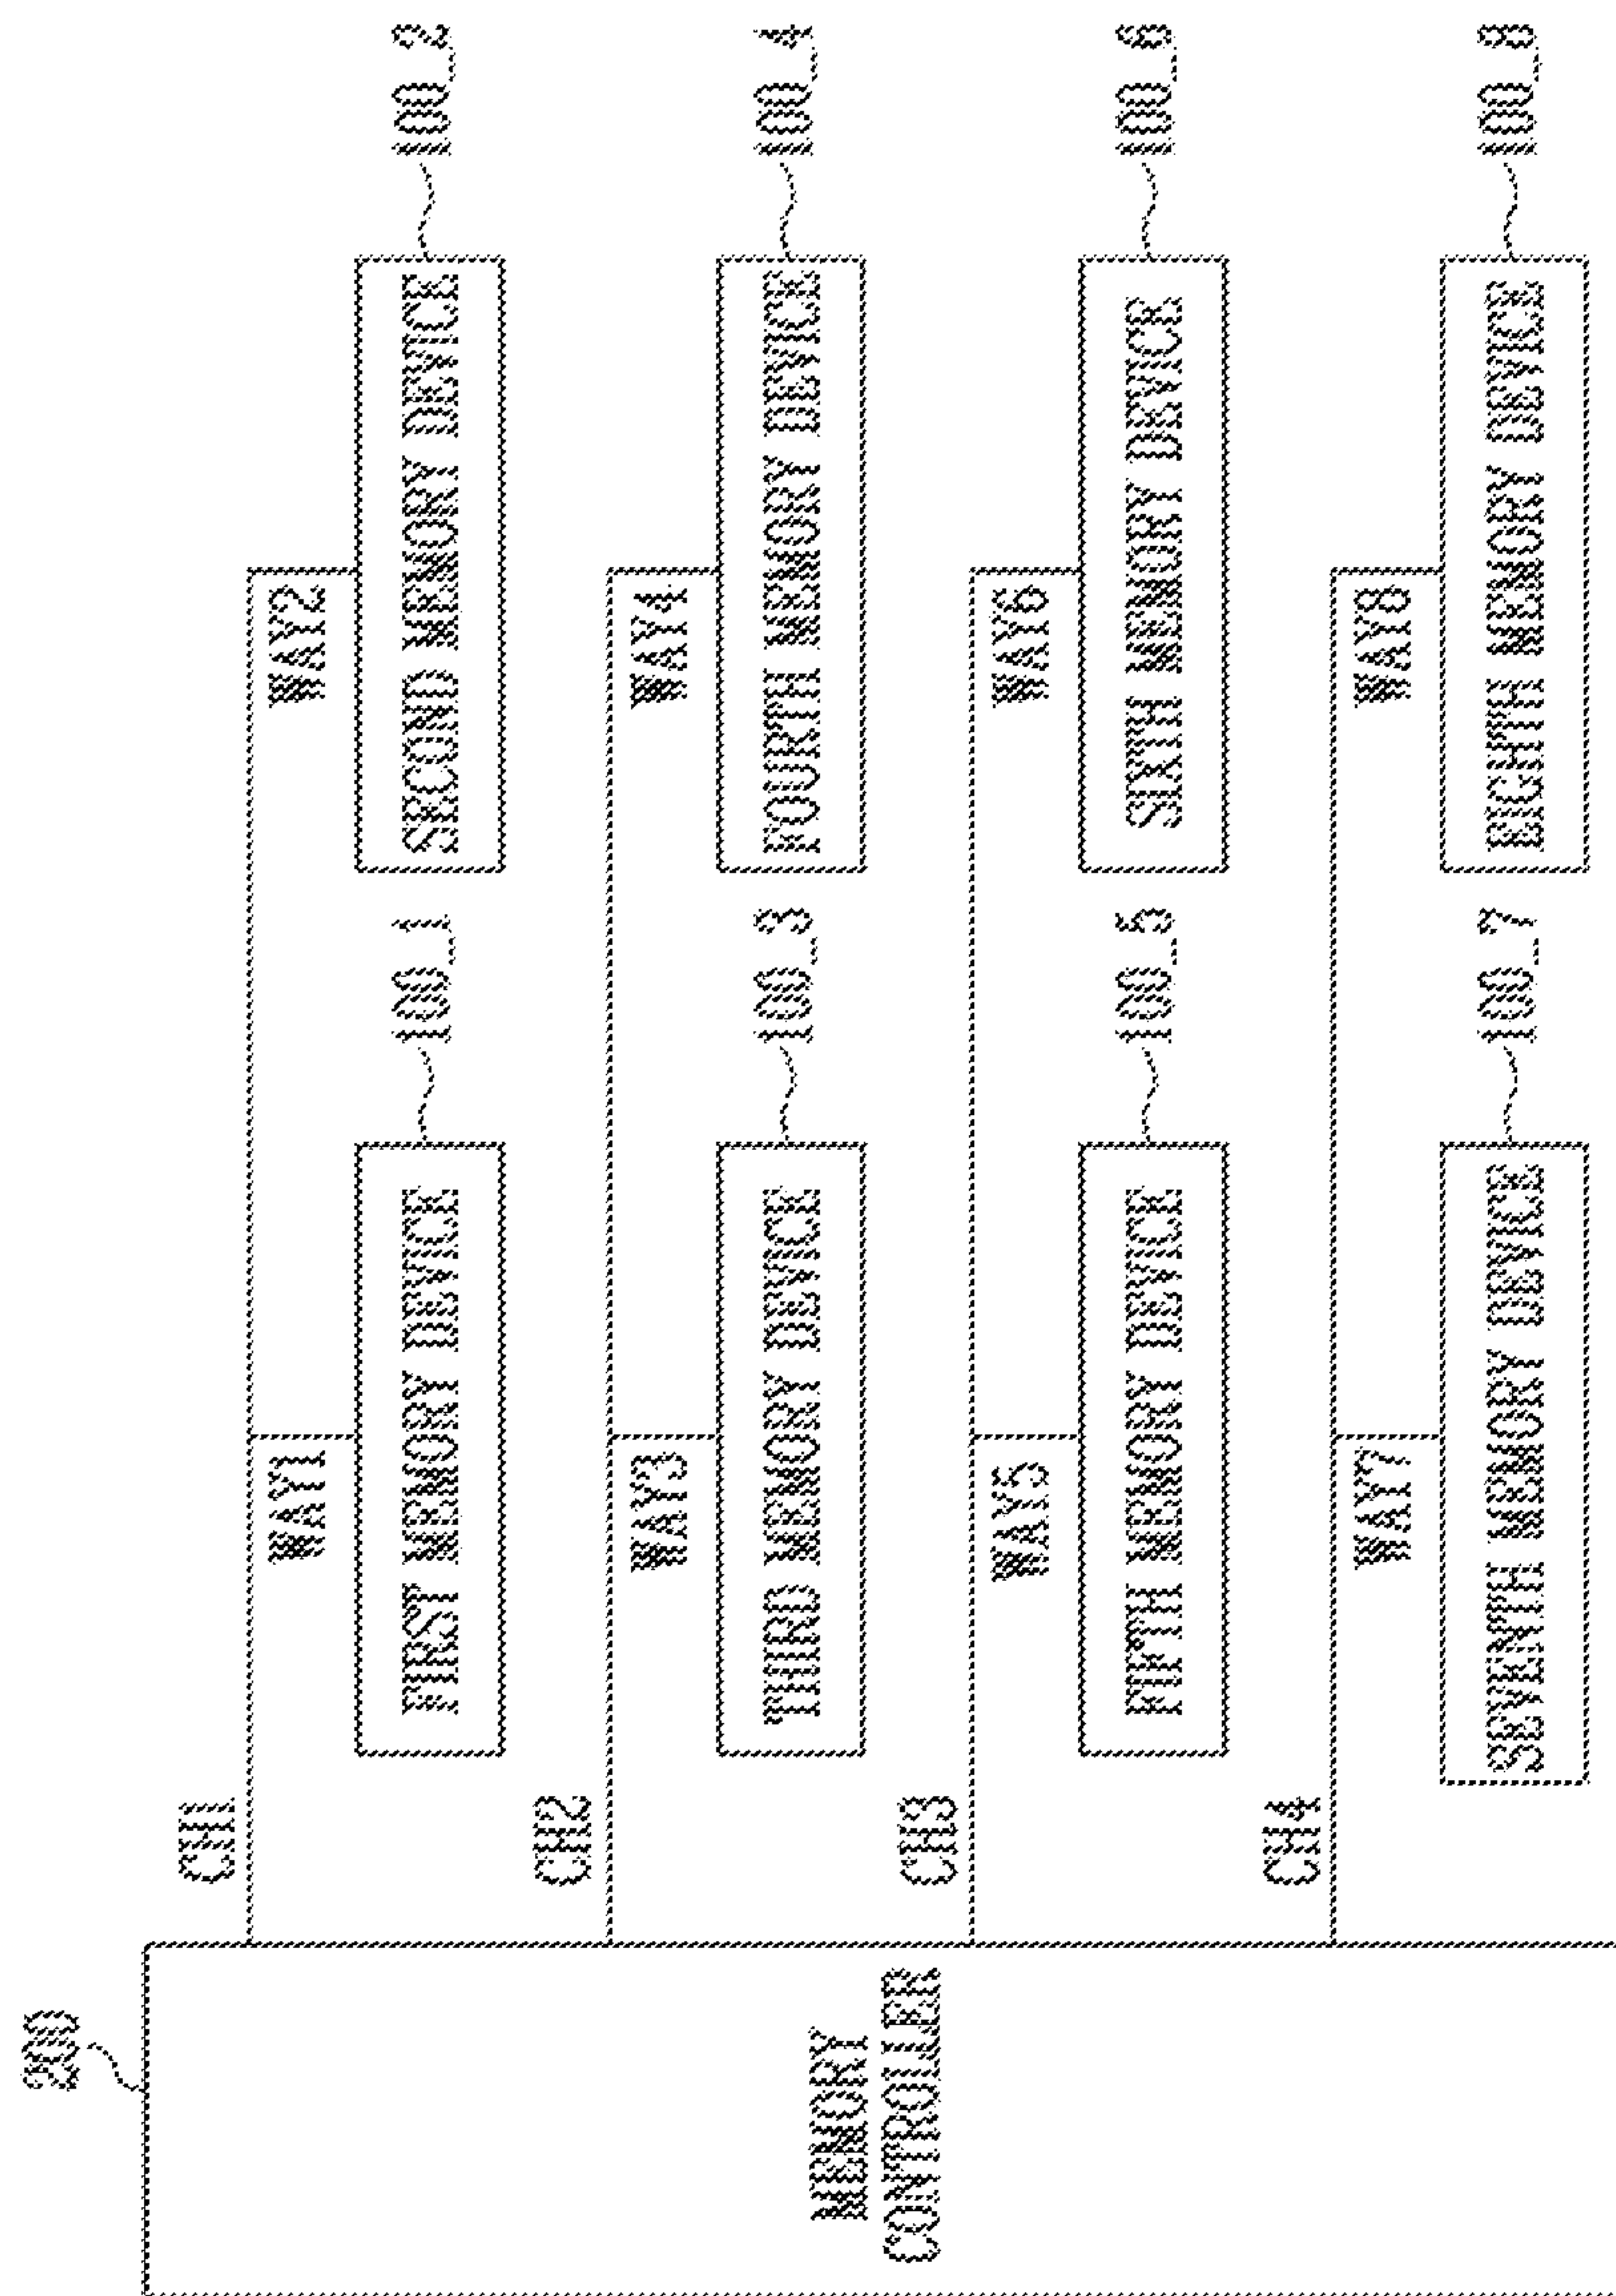 200
MEMORY
CONTROLLER
CH1
WAY1
WAY2
FIRST MEMORY DEVICE
100_1
SECOND MEMORY DEVICE
100_2
CH2
WAY3
WAY4
THIRD MEMORY DEVICE
100_3
FOURTH MEMORY DEVICE
100_4
CH3
WAY5
WAY6
FIFTH MEMORY DEVICE
100_5
SIXTH MEMORY DEVICE
100_6
CH4
WAY7
WAY8
SEVENTH MEMORY DEVICE
100_7
EIGHTH MEMORY DEVICE
100_8